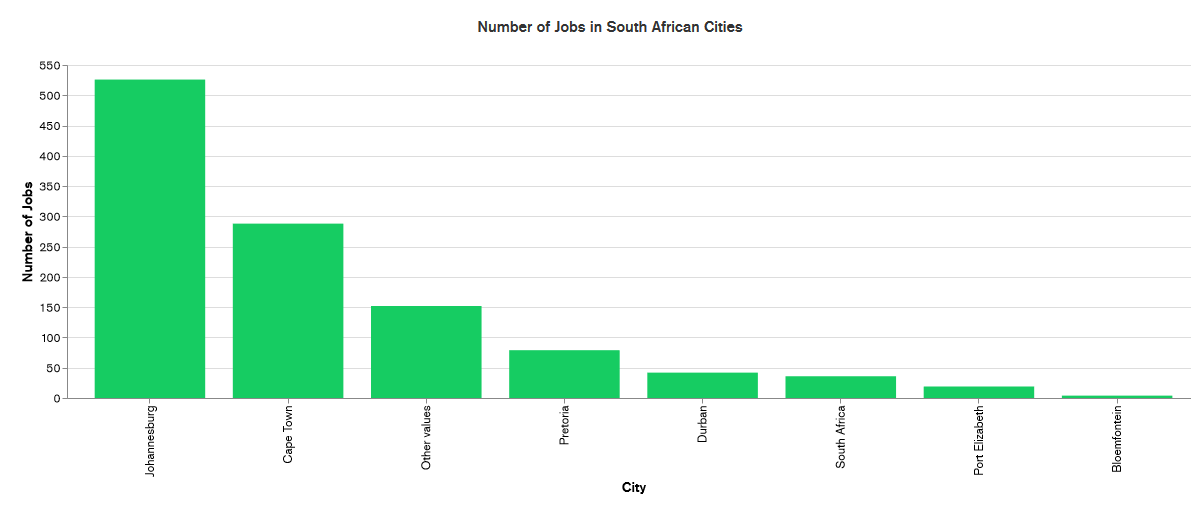 Number of Jobs in South African Cities
Number of Jobs
550
500
450
400
350
300
250
200
150
100
50
0
Johannesburg
Cape Town
Other values
Pretoria
Durban
South Africa
Port Elizabeth
Bloemfontein
City